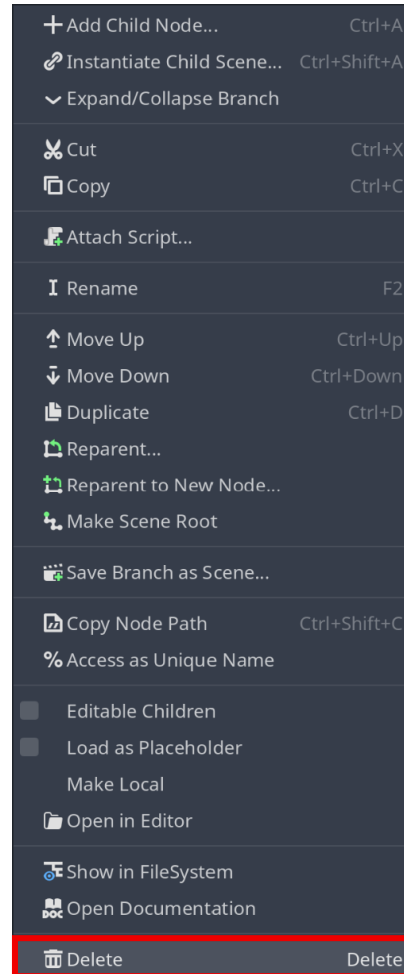 Add Child Node... Ctrl+A
Instantiate Child Scene... Ctrl+Shift+A
Expand/Collapse Branch
Cut Ctrl+X
Copy Ctrl+C
Attach Script...
Rename F2
Move Up Ctrl+Up
Move Down Ctrl+Down
Duplicate Ctrl+D
Reparent...
Reparent to New Node...
Make Scene Root
Save Branch as Scene...
Copy Node Path Ctrl+Shift+C
% Access as Unique Name
Editable Children
Load as Placeholder
Make Local
Open in Editor
Show in FileSystem
DOC Open Documentation
Delete Delete